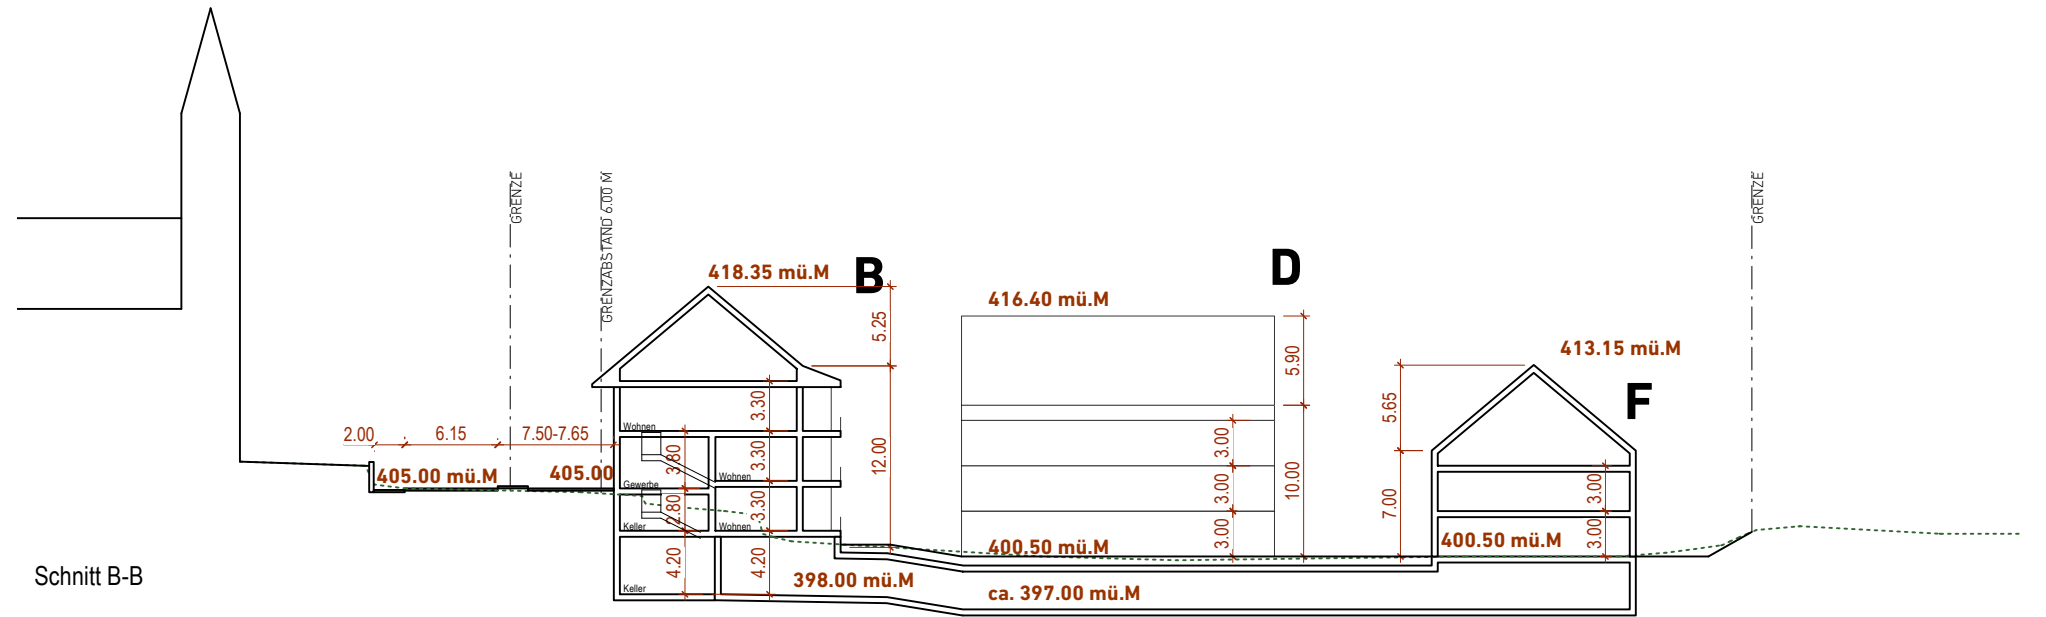 GRENZE
GRENZABSTAND 6.00 M
GRENZE
418.35 mü.M
B
D
416.40 mü.M
5.25
5.90
413.15 mü.M
F
5.65
3.30
2.00
6.15
7.50-7.65
Wohnen
3.80
3.30
12.00
3.00
405.00 mü.M
405.00
Wohnen
Gewerbe
3.00
10.00
7.00
3.00
2.80
3.30
Keller
Wohnen
3.00
400.50 mü.M
400.50 mü.M
3.00
4.20
4.20
398.00 mü.M
ca. 397.00 mü.M
Keller
Schnitt B-B